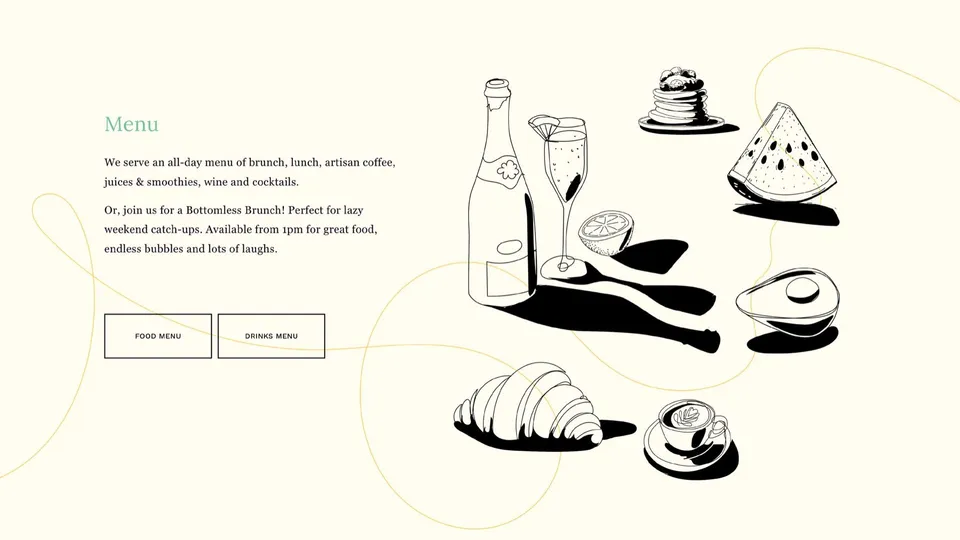 Menu
We serve an all-day menu of brunch, lunch, artisan coffee,
juices & smoothies, wine and cocktails.
Or, join us for a Bottomless Brunch! Perfect for lazy
weekend catch-ups. Available from 1pm for great food,
endless bubbles and lots of laughs.
FOOD MENU
DRINKS MENU